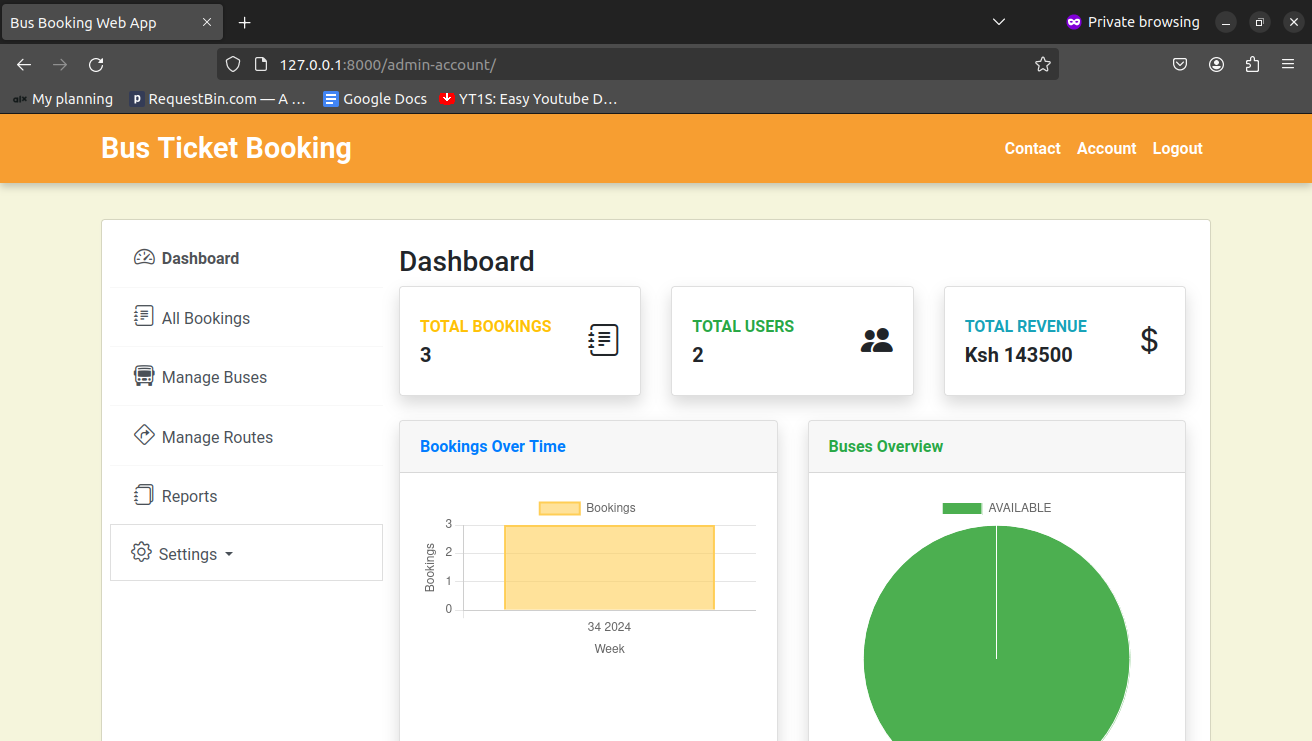 Bus Booking Web App
Private browsing
127.0.0.1:8000/admin-account/
My planning
RequestBin.com — A …
Google Docs
YT1S: Easy Youtube D…
Bus Ticket Booking
Contact
Account
Logout
Dashboard
All Bookings
Manage Buses
Manage Routes
Reports
Settings
Dashboard
TOTAL BOOKINGS
3
TOTAL USERS
2
TOTAL REVENUE
Ksh 143500
$
Bookings Over Time
Bookings
3
2
1
0
Bookings
34 2024
Week
Buses Overview
AVAILABLE